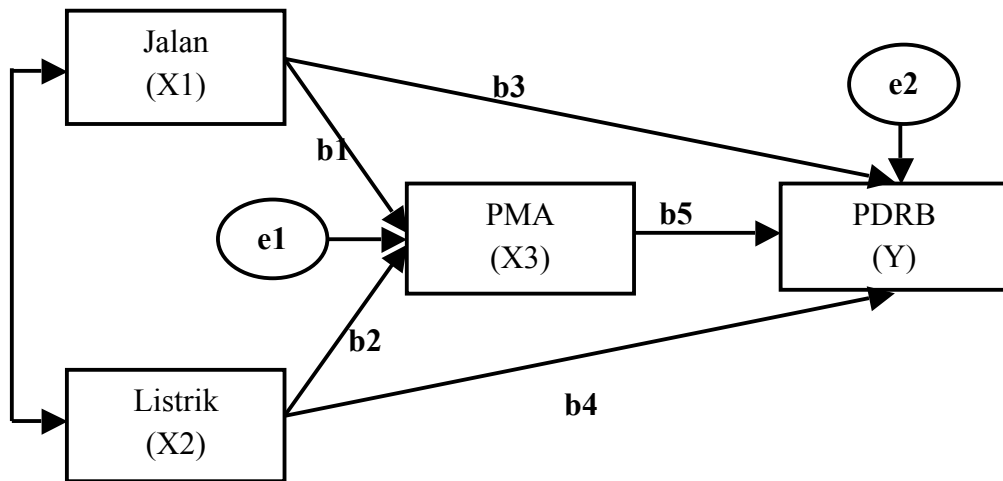 Jalan
(X1)
b3
e2
b1
PMA
(X3)
b5
PDRB
(Y)
e1
b2
Listrik
(X2)
b4